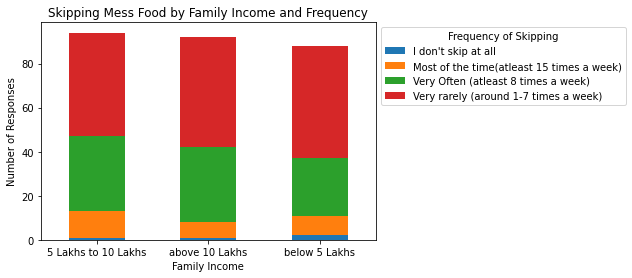 Skipping Mess Food by Family Income and Frequency
Frequency of Skipping
I don't skip at all
Most of the time(atleast 15 times a week)
Very Often (atleast 8 times a week)
Very rarely (around 1-7 times a week)
Number of Responses
80
60
40
20
0
5 Lakhs to 10 Lakhs above 10 Lakhs below 5 Lakhs
Family Income